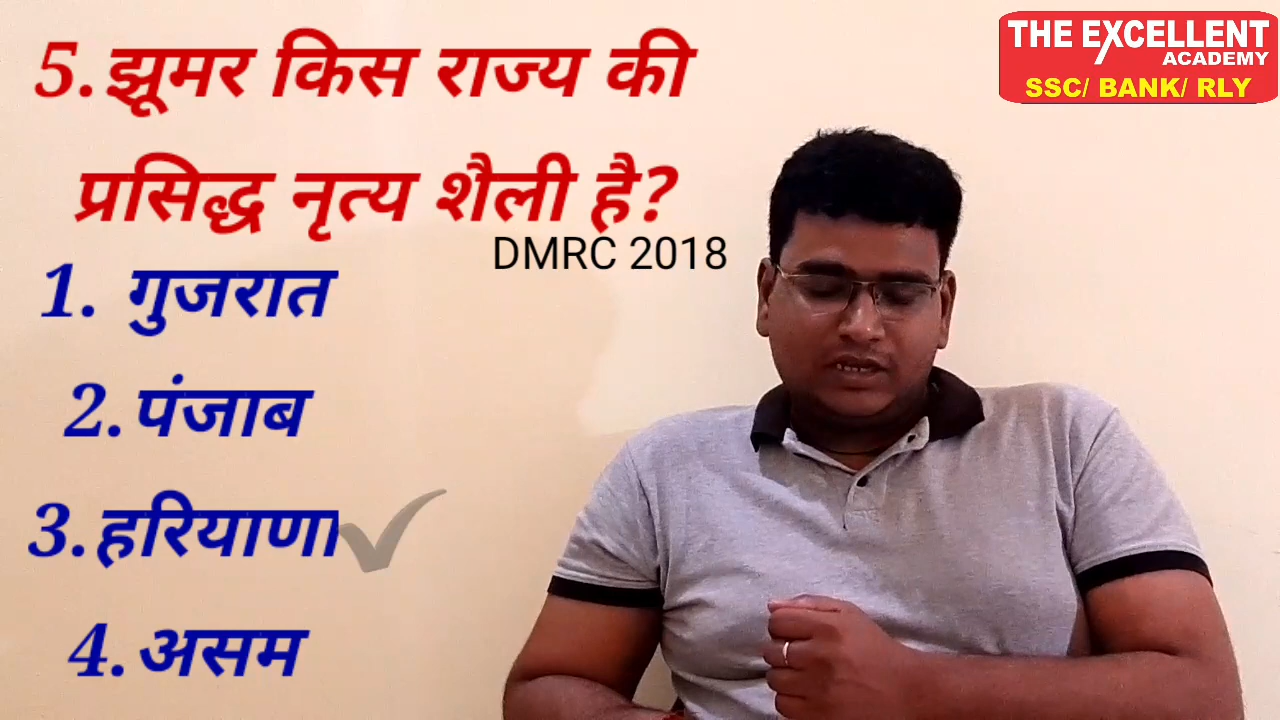 THE EXCELLENT
ACADEMY
SSC/ BANK/ RLY
5.झूमर किस राज्य की
प्रसिद्ध नृत्य शैली है?
DMRC 2018
1. गुजरात
2.पंजाब
3.हरियाणा
4.असम